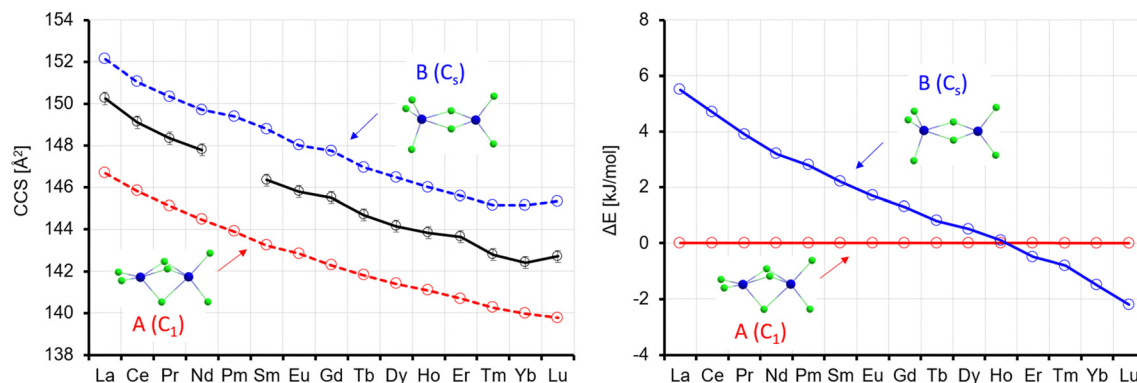 154
152
150
148
146
144
142
140
138
CCS [Å²]
B (Cₛ)
A (C₁)
La Ce Pr Nd Pm Sm Eu Gd Tb Dy Ho Er Tm Yb Lu
8
6
4
2
0
-2
-4
ΔE [kJ/mol]
B (Cₛ)
A (C₁)
La Ce Pr Nd Pm Sm Eu Gd Tb Dy Ho Er Tm Yb Lu